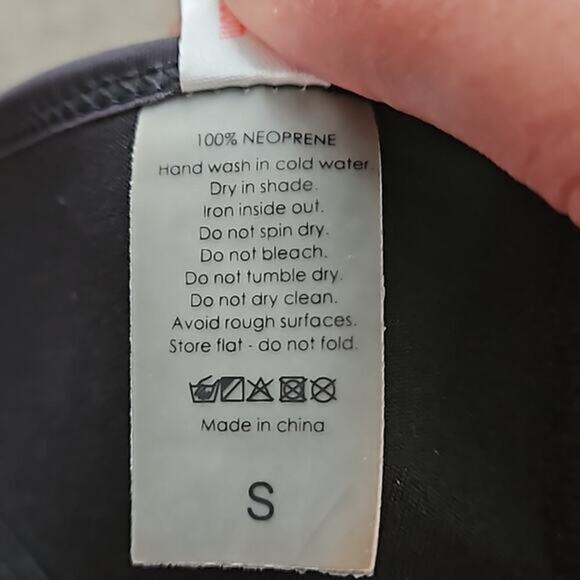 100% NEOPRENE
Hand wash in cold water.
Dry in shade.
Iron inside out.
Do not spin dry.
Do not bleach.
Do not tumble dry.
Do not dry clean.
Avoid rough surfaces.
Store flat - do not fold.
Made in china
S